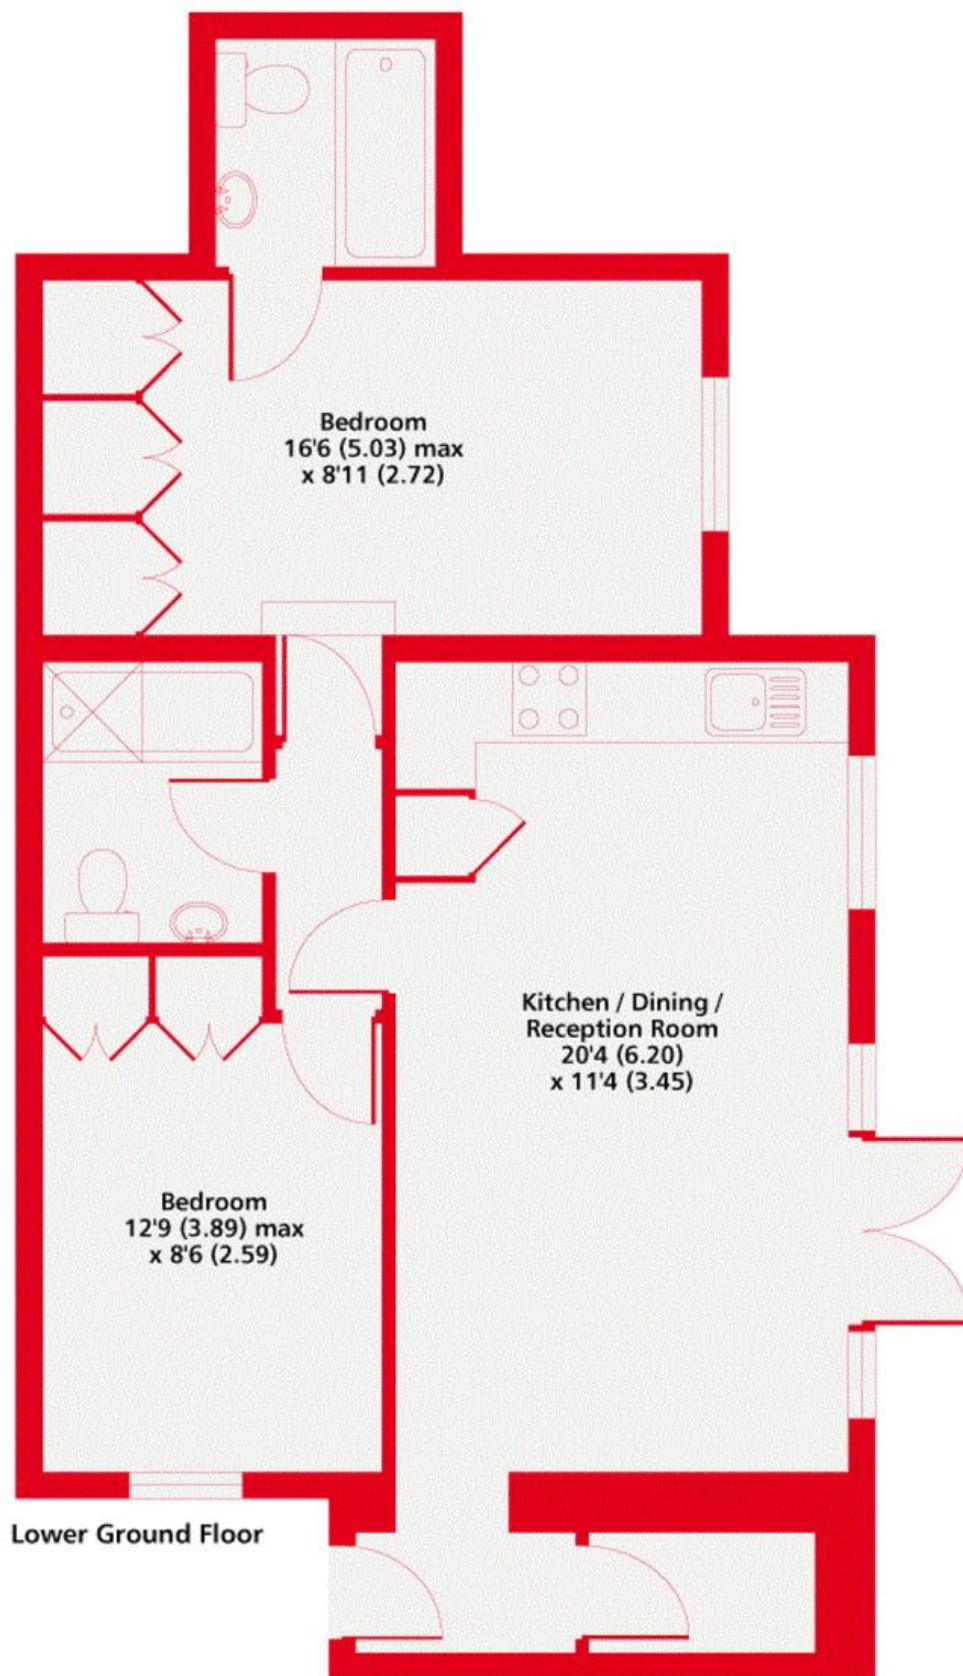 Bedroom
16'6 (5.03) max
x 8'11 (2.72)
Kitchen / Dining /
Reception Room
20'4 (6.20)
x 11'4 (3.45)
Bedroom
12'9 (3.89) max
x 8'6 (2.59)
Lower Ground Floor